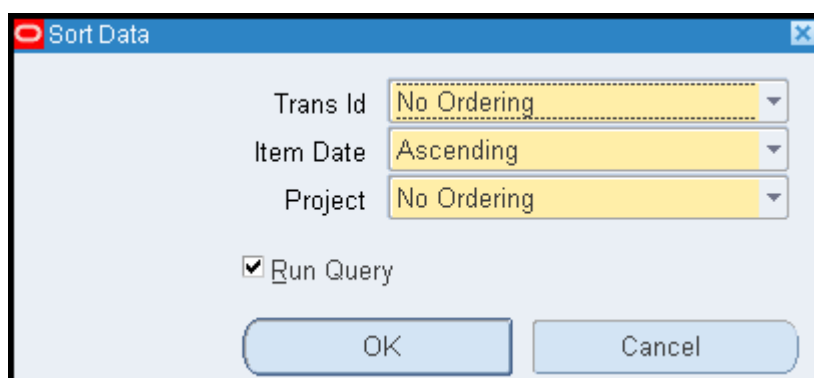 Sort Data
Trans Id No Ordering
Item Date Ascending
Project No Ordering
Run Query
OK Cancel